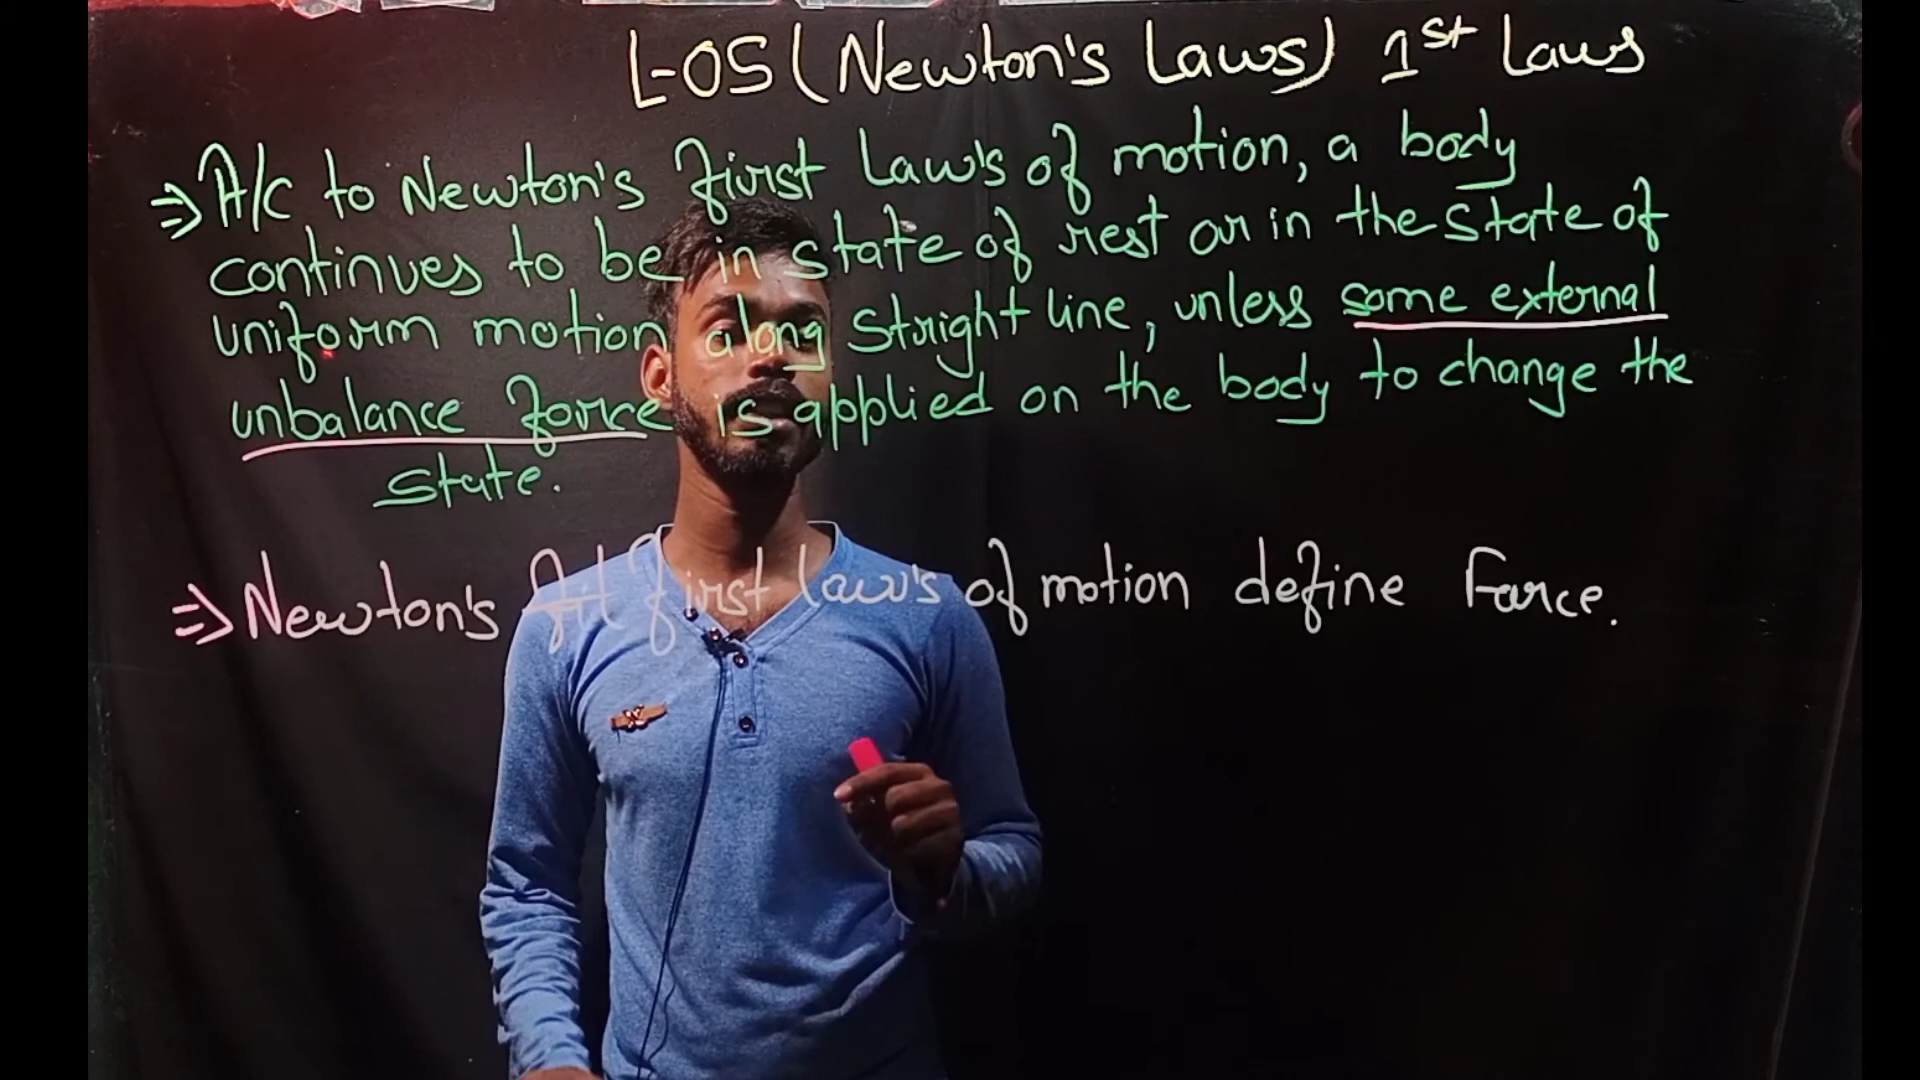 L-05 (Newton's Laws) 1st Laws
⇒ A/c to Newton's first Law's of motion, a body
continues to be in state of rest or in the state of
uniform motion along stright line, unless some external
unbalance force is applied on the body to change the
state.
⇒ Newton's first law's of motion define Force.